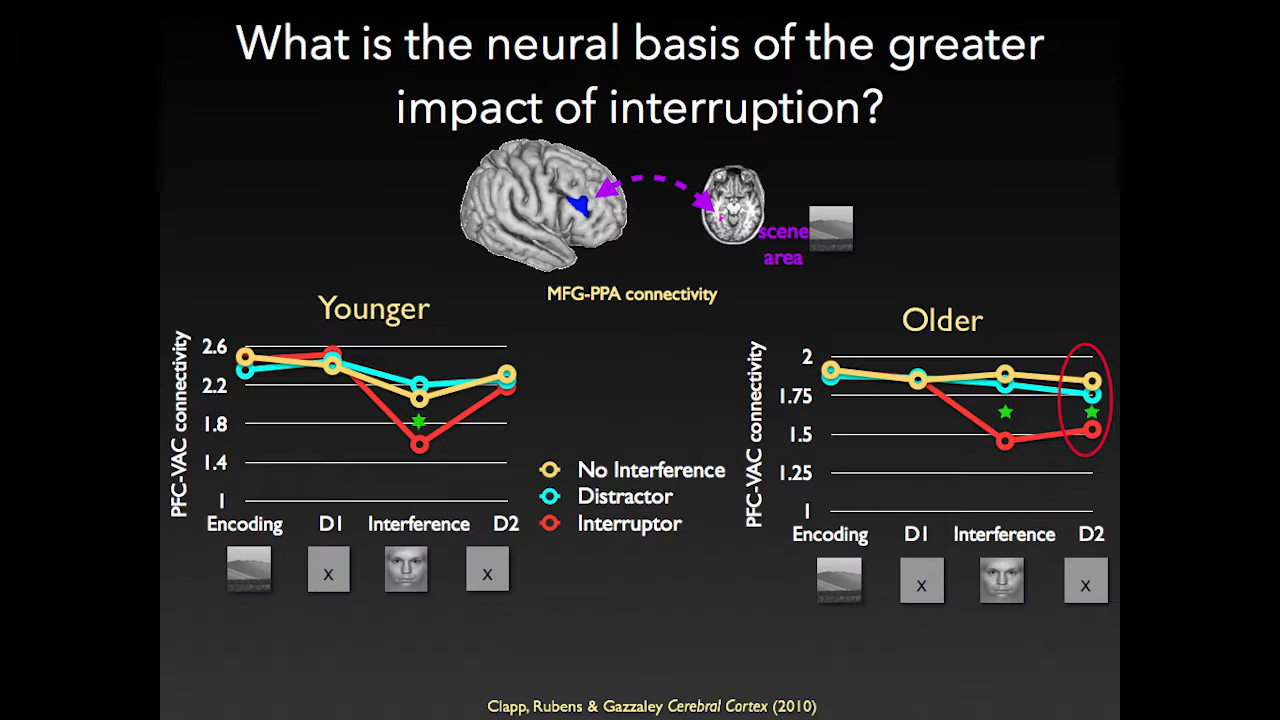 What is the neural basis of the greater
impact of interruption?
scene
area
MFG-PPA connectivity
Younger
PFC-VAC connectivity
2.6
2.2
1.8
1.4
1
Encoding D1 Interference D2
X X
No Interference
Distractor
Interruptor
Older
PFC-VAC connectivity
2
1.75
1.5
1.25
1
Encoding D1 Interference D2
X X
Clapp, Rubens & Gazzaley Cerebral Cortex (2010)